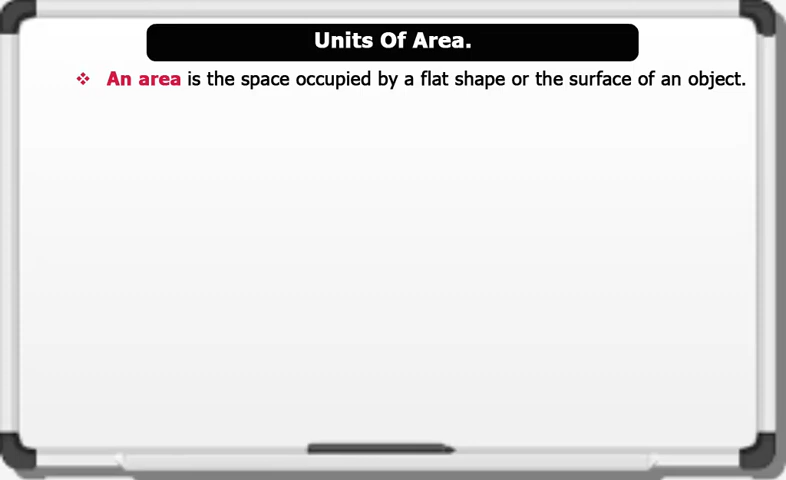 Units Of Area.
❖ An area is the space occupied by a flat shape or the surface of an object.